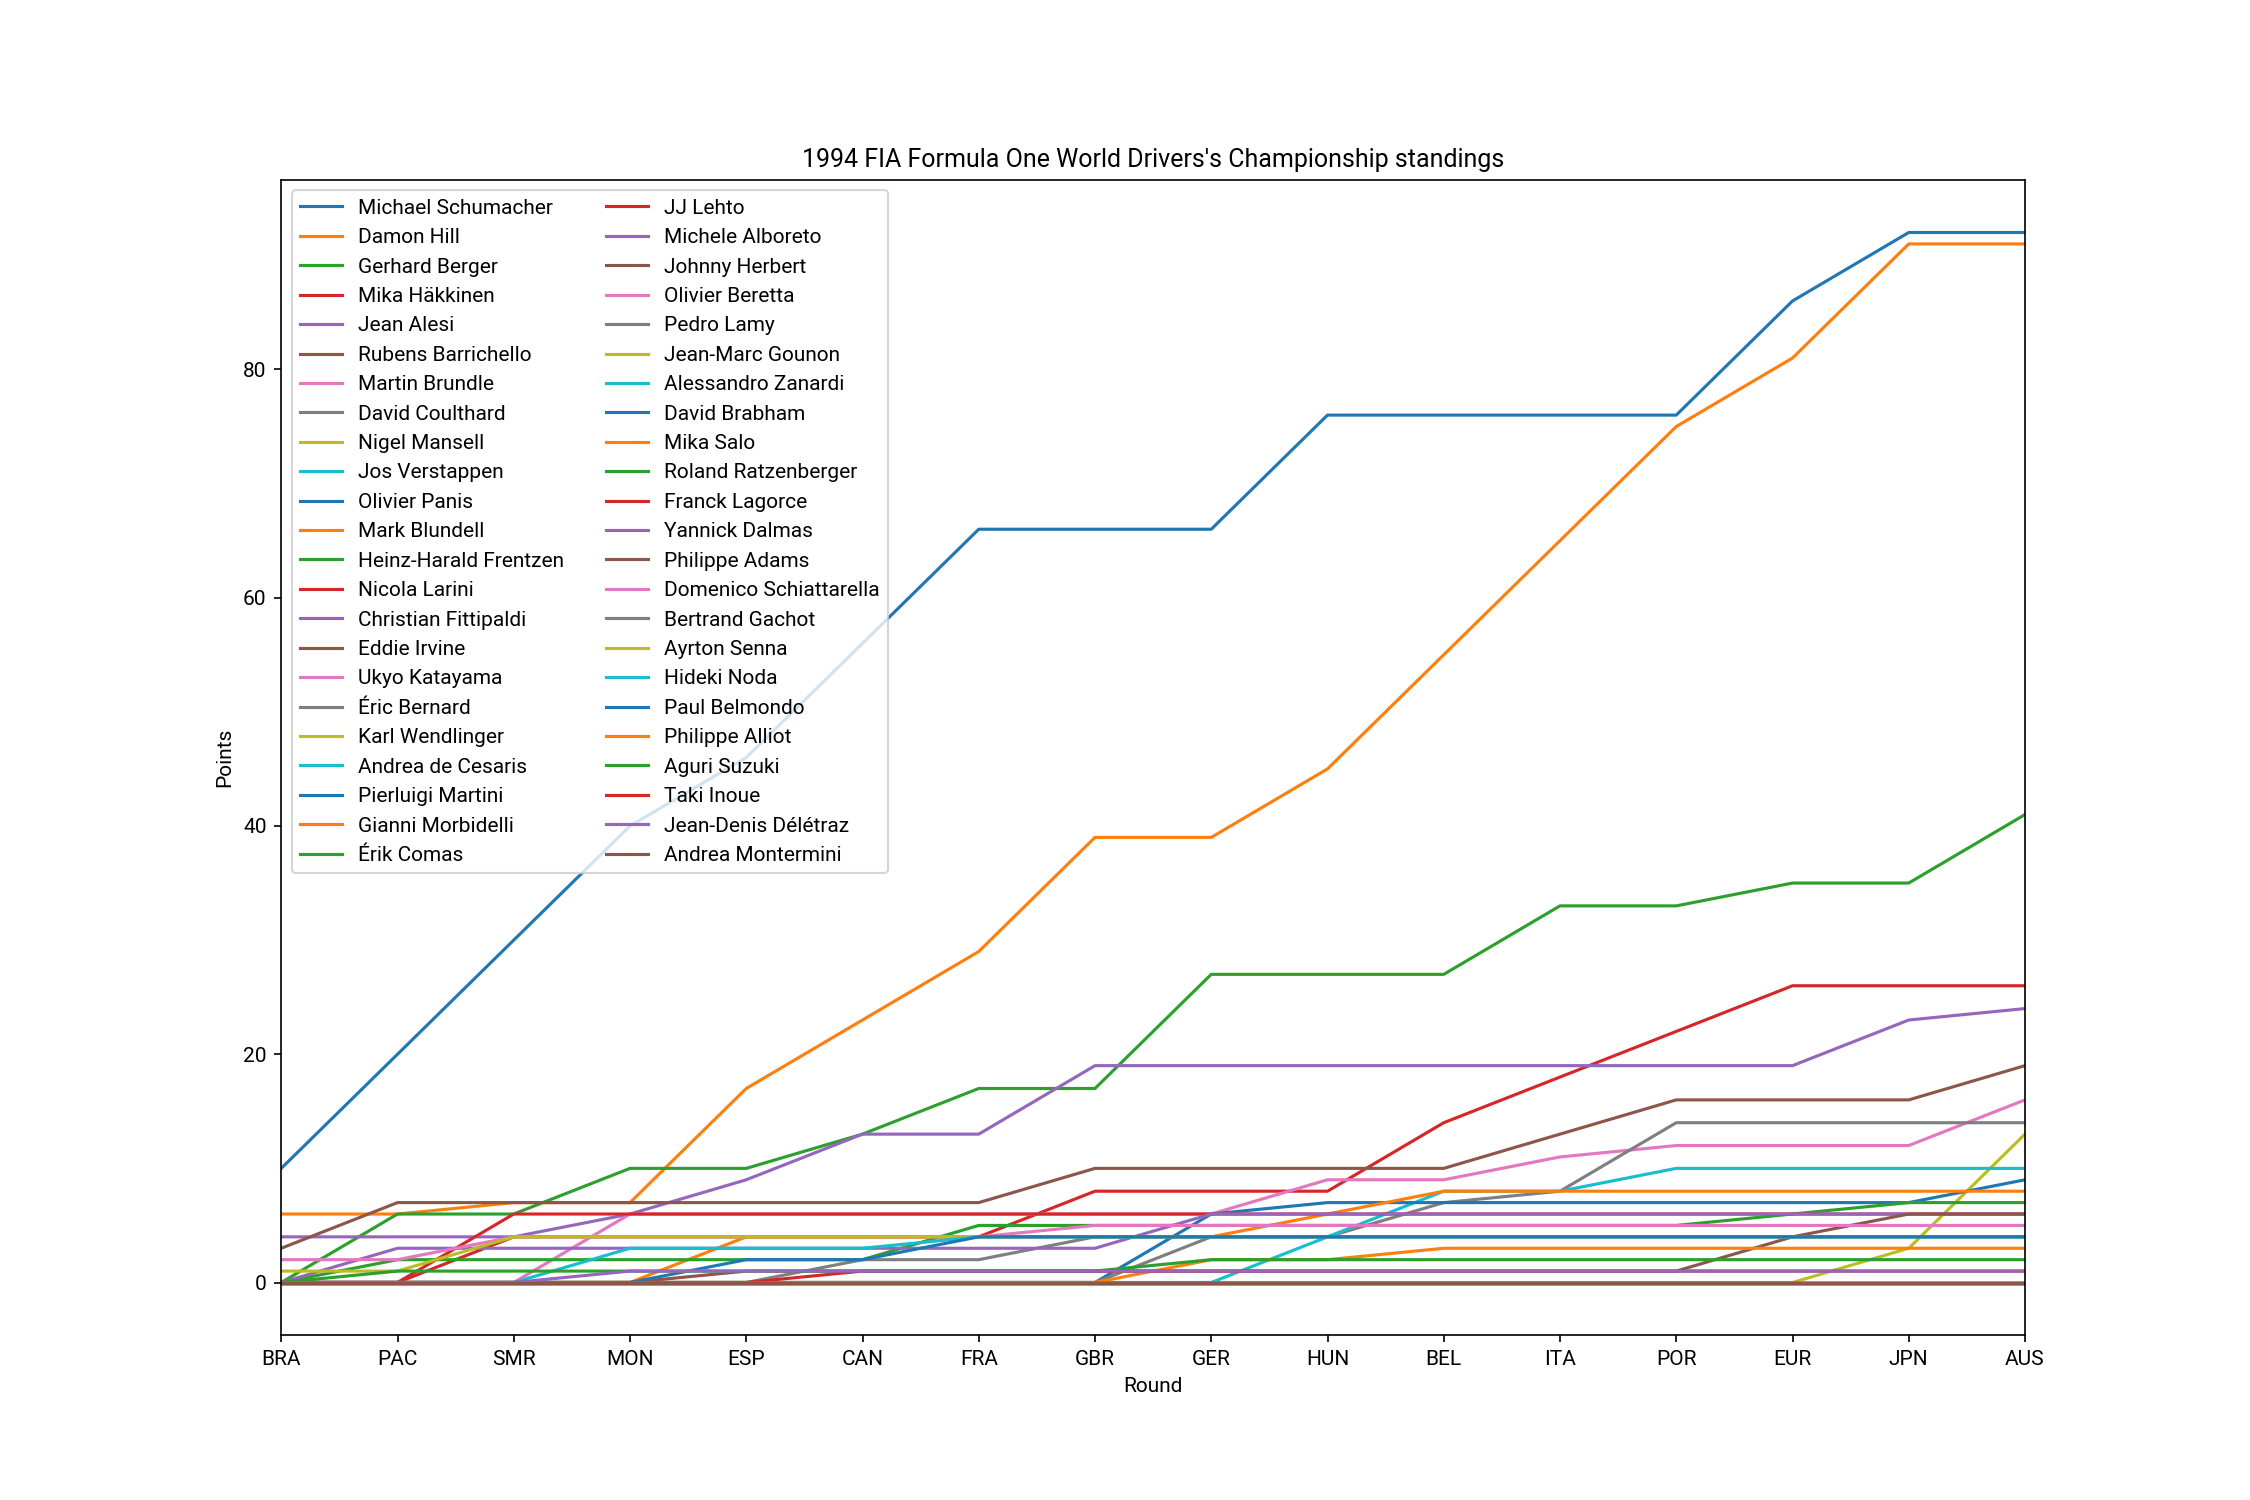 1994 FIA Formula One World Drivers's Championship standings
Michael Schumacher
Damon Hill
Gerhard Berger
Mika Häkkinen
Jean Alesi
Rubens Barrichello
Martin Brundle
David Coulthard
Nigel Mansell
Jos Verstappen
Olivier Panis
Mark Blundell
Heinz-Harald Frentzen
Nicola Larini
Christian Fittipaldi
Eddie Irvine
Ukyo Katayama
Éric Bernard
Karl Wendlinger
Andrea de Cesaris
Pierluigi Martini
Gianni Morbidelli
Érik Comas
JJ Lehto
Michele Alboreto
Johnny Herbert
Olivier Beretta
Pedro Lamy
Jean-Marc Gounon
Alessandro Zanardi
David Brabham
Mika Salo
Roland Ratzenberger
Franck Lagorce
Yannick Dalmas
Philippe Adams
Domenico Schiattarella
Bertrand Gachot
Ayrton Senna
Hideki Noda
Paul Belmondo
Philippe Alliot
Aguri Suzuki
Taki Inoue
Jean-Denis Délétraz
Andrea Montermini
Points
80
60
40
20
0
BRA PAC SMR MON ESP CAN FRA GBR GER HUN BEL ITA POR EUR JPN AUS
Round